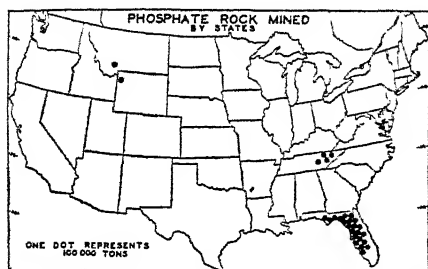 PHOSPHATE ROCK MINED
BY STATES
ONE DOT REPRESENTS
100 000 TONS